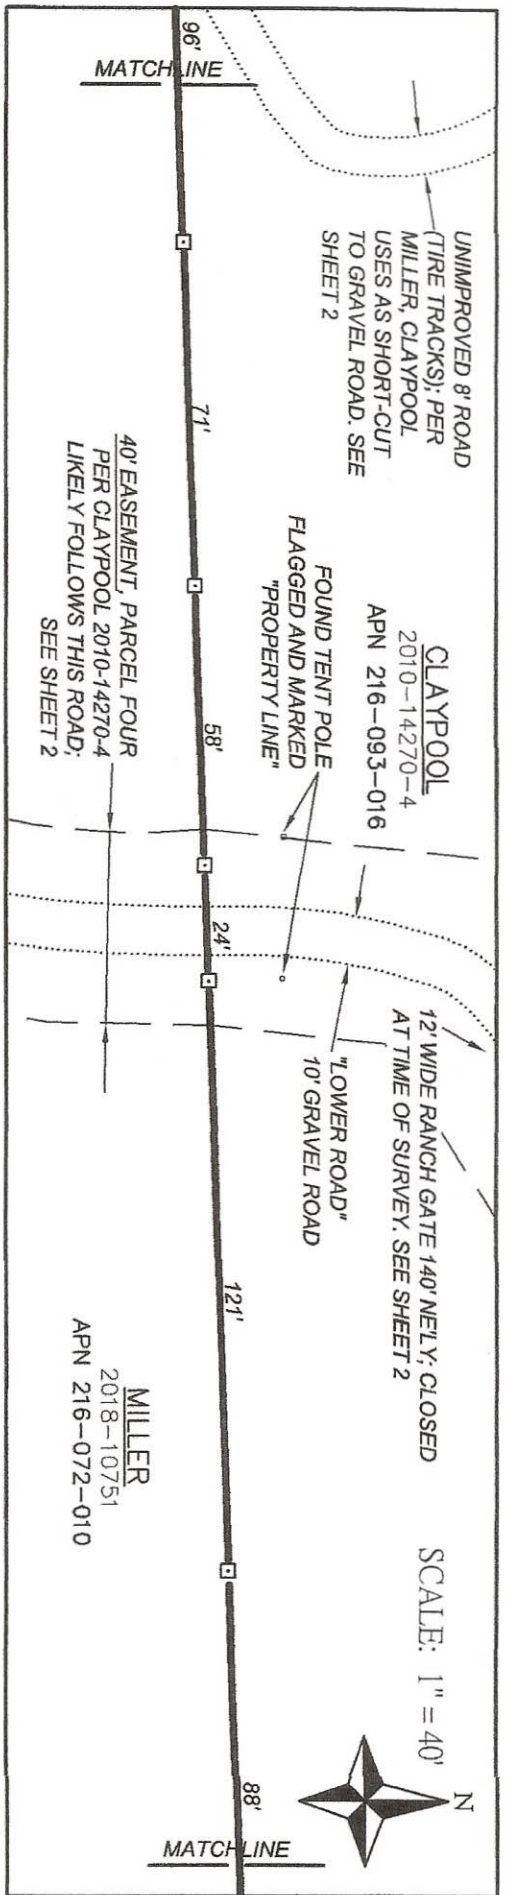 96'
MATCHLINE
UNIMPROVED 8' ROAD
(TIRE TRACKS); PER
MILLER, CLAYPOOL
USES AS SHORT-CUT
TO GRAVEL ROAD. SEE
SHEET 2
71'
40' EASEMENT, PARCEL FOUR
PER CLAYPOOL 2010-14270-4
LIKELY FOLLOWS THIS ROAD;
SEE SHEET 2
58'
FOUND TENT POLE
FLAGGED AND MARKED
"PROPERTY LINE"
CLAYPOOL
2010-14270-4
APN 216-093-016
24'
"LOWER ROAD"
10' GRAVEL ROAD
12' WIDE RANCH GATE 140' NE'LY; CLOSED
AT TIME OF SURVEY. SEE SHEET 2
121'
MILLER
2018-10751
APN 216-072-010
SCALE: 1" = 40'
N
88'
MATCHLINE